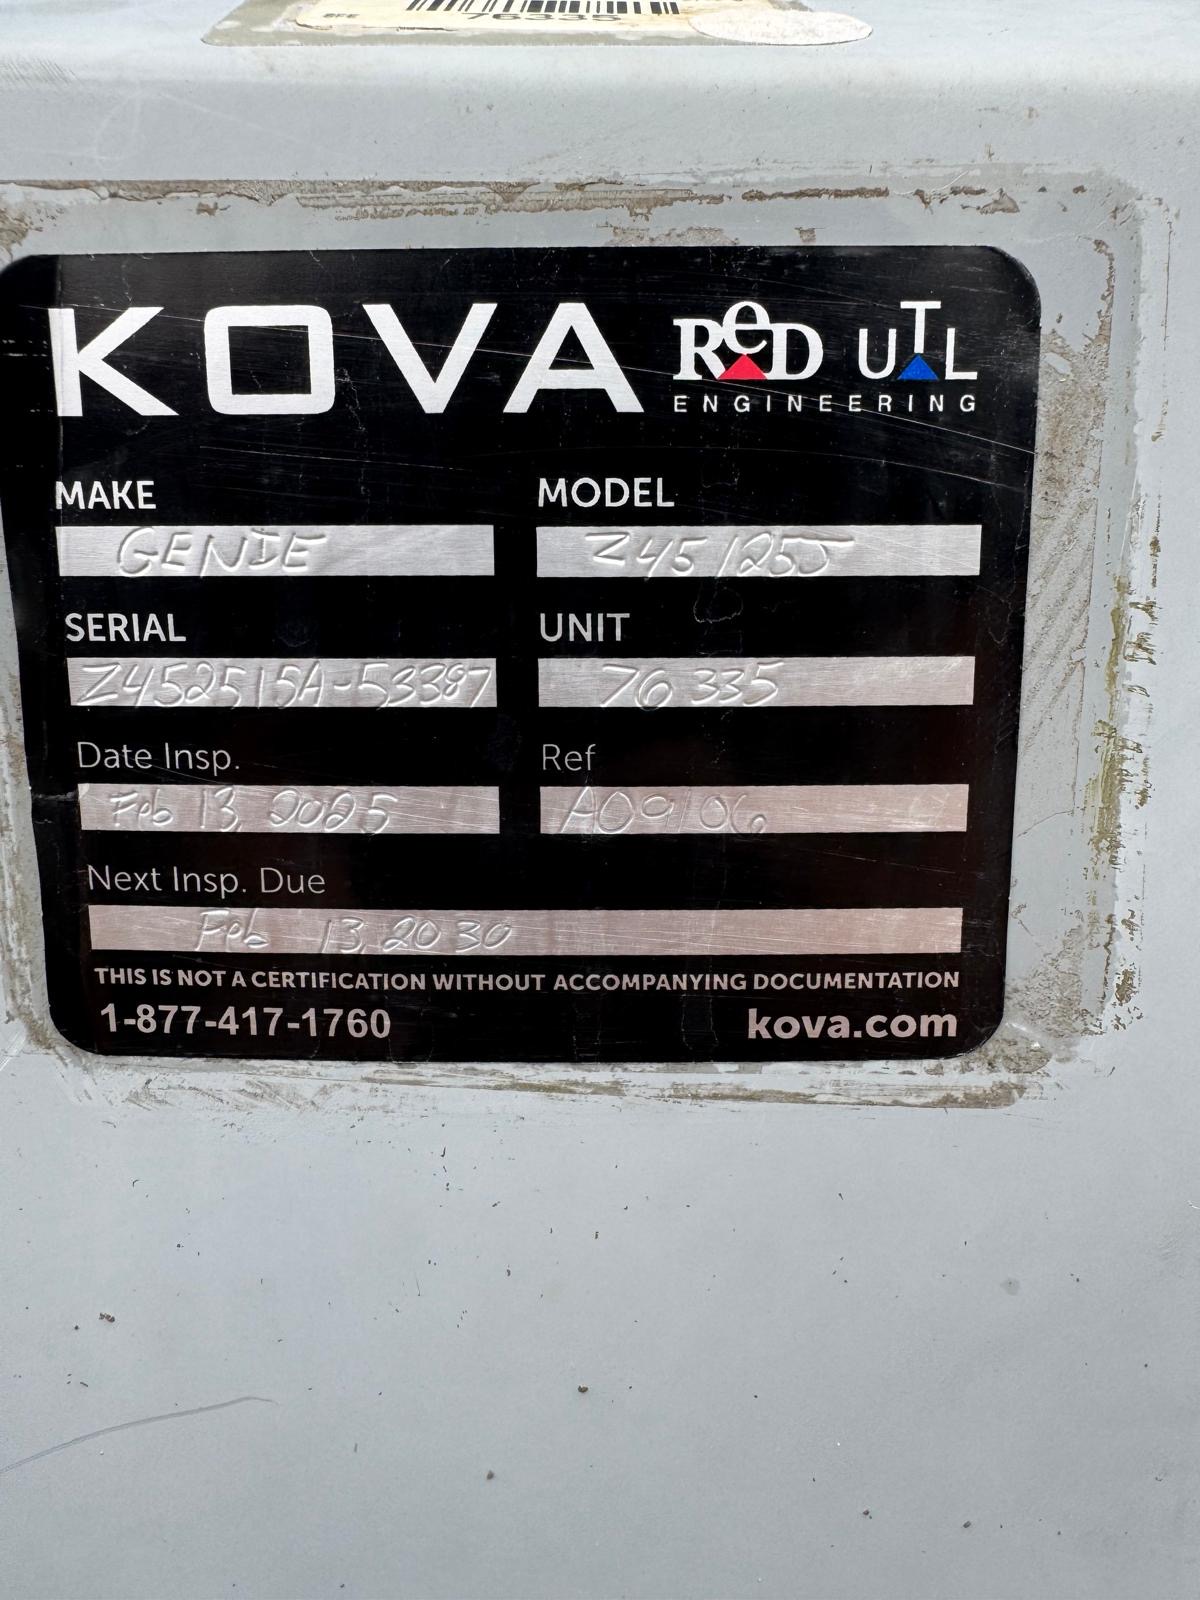 76335
KOVA ReD UTL
ENGINEERING
MAKE MODEL
GENIE Z45/25J
SERIAL UNIT
Z452515A-53387 76335
Date Insp. Ref
Feb 13, 2025 A09106
Next Insp. Due
Feb 13, 2030
THIS IS NOT A CERTIFICATION WITHOUT ACCOMPANYING DOCUMENTATION
1-877-417-1760 kova.com